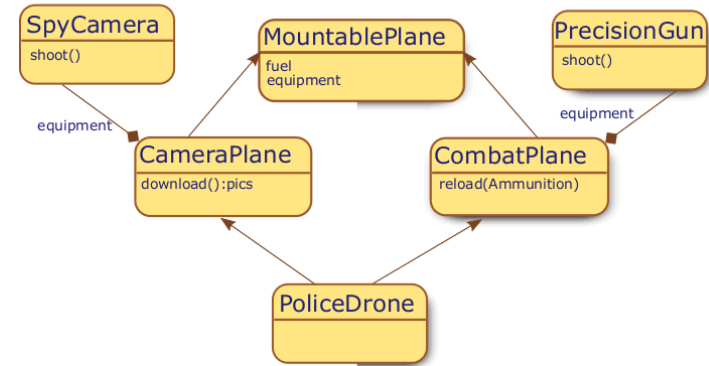 SpyCamera
shoot()
MountablePlane
fuel
equipment
PrecisionGun
shoot()
equipment
equipment
CameraPlane
download():pics
CombatPlane
reload(Ammunition)
PoliceDrone